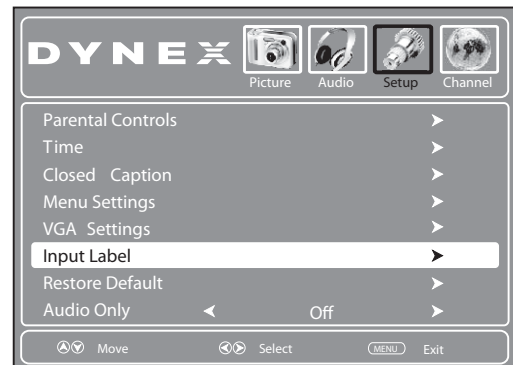 DYNEX
Picture Audio Setup Channel
Parental Controls
Time
Closed Caption
Menu Settings
VGA Settings
Input Label
Restore Default
Audio Only Off
Move Select MENU Exit